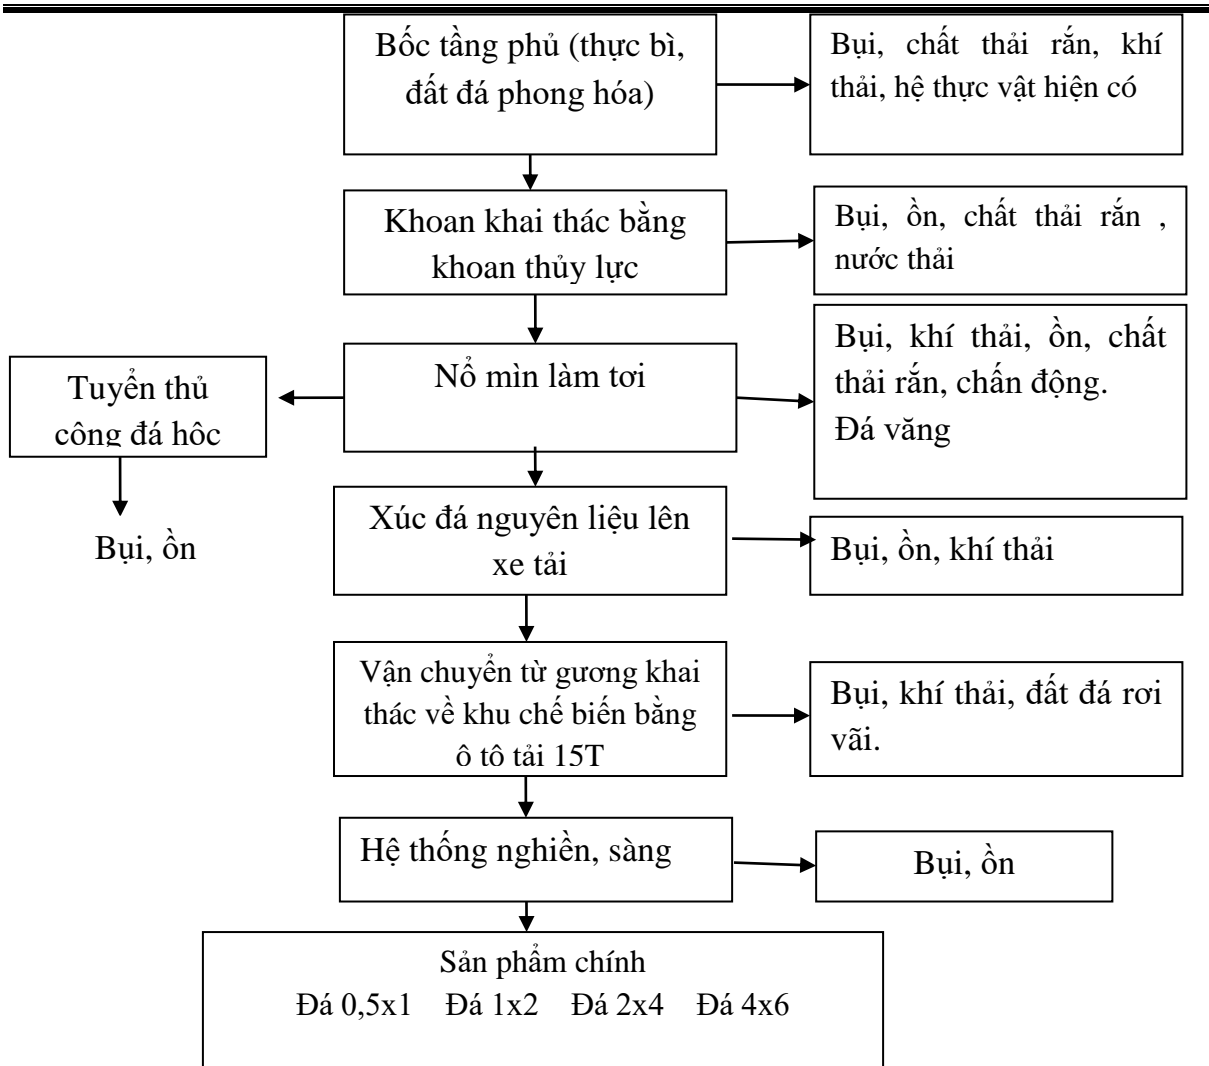 Bốc tầng phủ (thực bì,
đất đá phong hóa)
Bụi, chất thải rắn, khí
thải, hệ thực vật hiện có
Khoan khai thác bằng
khoan thủy lực
Bụi, ồn, chất thải rắn ,
nước thải
Nổ mìn làm tơi
Bụi, khí thải, ồn, chất
thải rắn, chấn động.
Đá văng
Tuyển thủ
công đá hộc
Bụi, ồn
Xúc đá nguyên liệu lên
xe tải
Bụi, ồn, khí thải
Vận chuyển từ gương khai
thác về khu chế biến bằng
ô tô tải 15T
Bụi, khí thải, đất đá rơi
vãi.
Hệ thống nghiền, sàng
Bụi, ồn
Sản phẩm chính
Đá 0,5x1 Đá 1x2 Đá 2x4 Đá 4x6